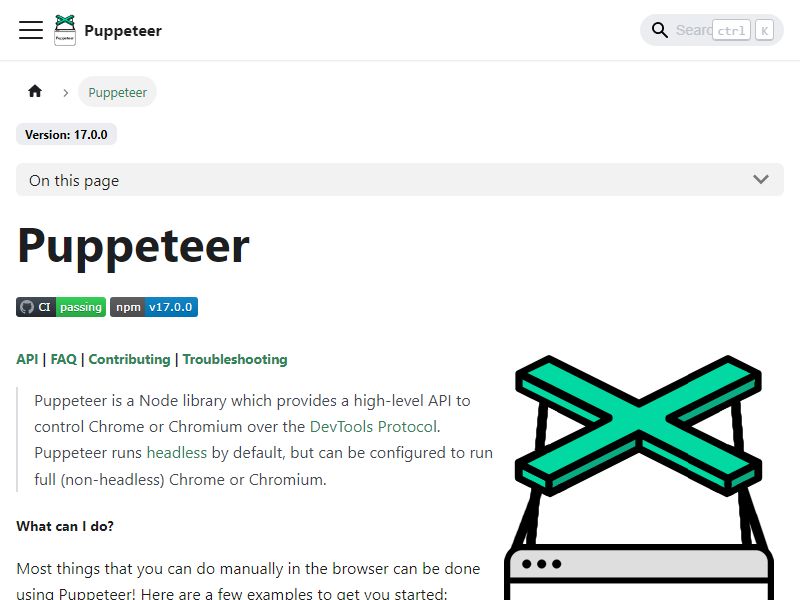 Puppeteer
Search ctrl K
Puppeteer
Version: 17.0.0
On this page
Puppeteer
CI passing npm v17.0.0
API | FAQ | Contributing | Troubleshooting
Puppeteer is a Node library which provides a high-level API to
control Chrome or Chromium over the DevTools Protocol.
Puppeteer runs headless by default, but can be configured to run
full (non-headless) Chrome or Chromium.
What can I do?
Most things that you can do manually in the browser can be done
using Puppeteer! Here are a few examples to get you started: